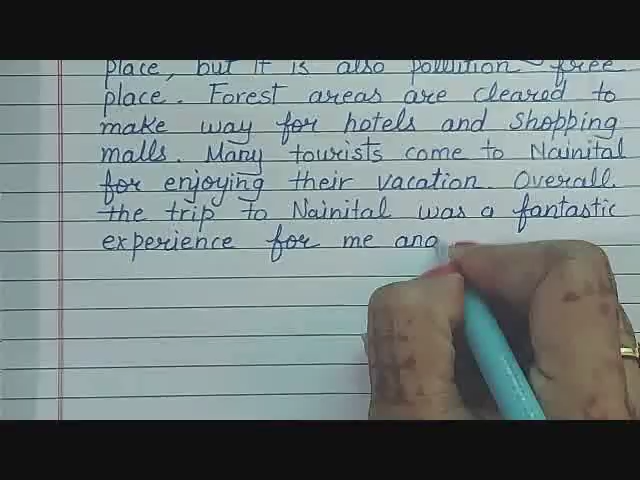 place, but it is also pollution free
place. Forest areas are cleared to
make way for hotels and shopping
malls. Many tourists come to Nainital
for enjoying their vacation. Overall
the trip to Nainital was a fantastic
experience for me an